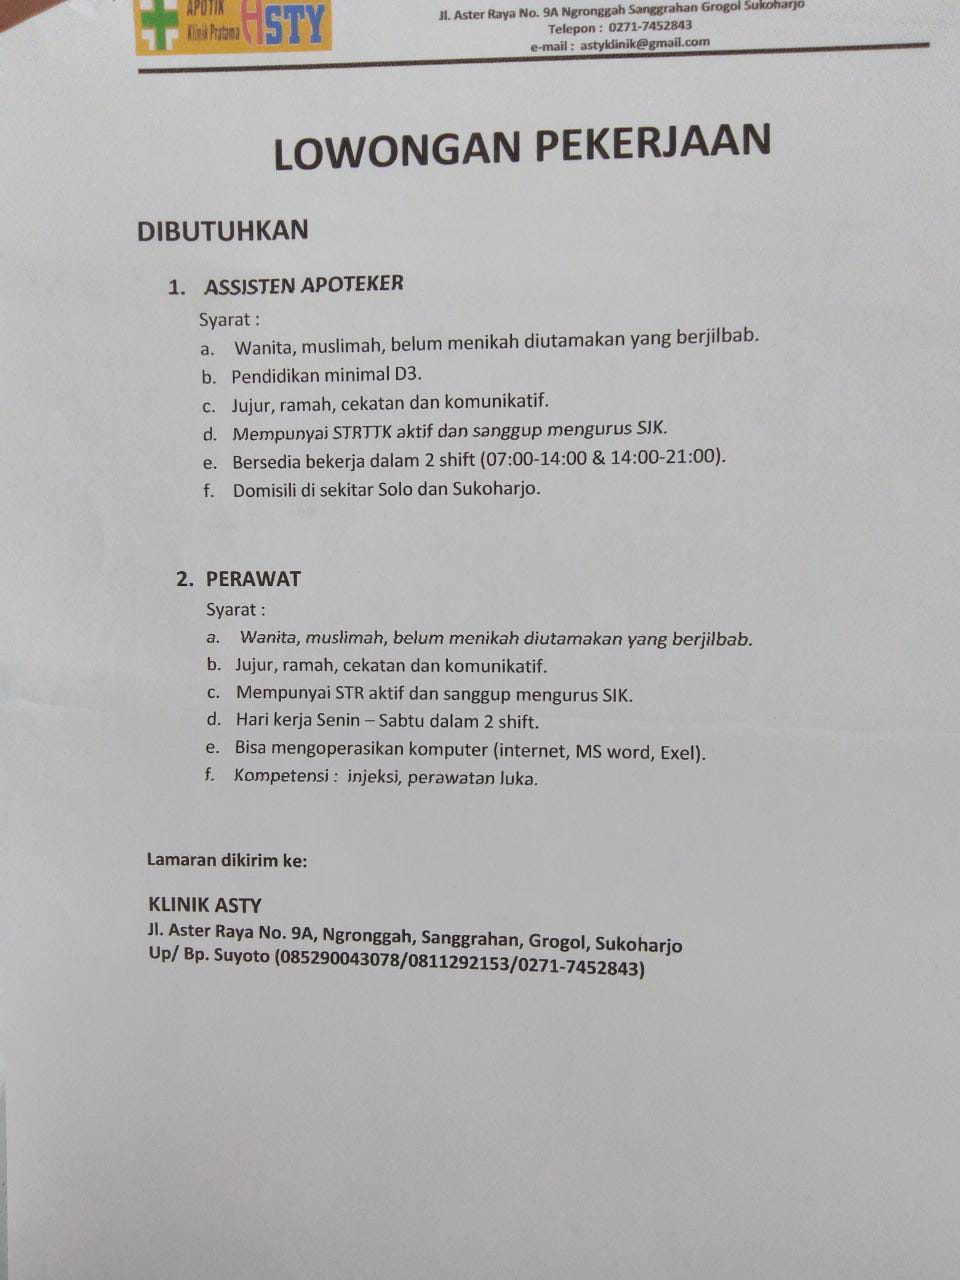 APOTIK
Klinik Pratama
ASTY
Jl. Aster Raya No. 9A Ngronggah Sanggrahan Grogol Sukoharjo
Telepon : 0271-7452843
e-mail : astyklinik@gmail.com
LOWONGAN PEKERJAAN
DIBUTUHKAN
1. ASSISTEN APOTEKER
Syarat :
a. Wanita, muslimah, belum menikah diutamakan yang berjilbab.
b. Pendidikan minimal D3.
c. Jujur, ramah, cekatan dan komunikatif.
d. Mempunyai STRTTK aktif dan sanggup mengurus SIK.
e. Bersedia bekerja dalam 2 shift (07:00-14:00 & 14:00-21:00).
f. Domisili di sekitar Solo dan Sukoharjo.
2. PERAWAT
Syarat :
a. Wanita, muslimah, belum menikah diutamakan yang berjilbab.
b. Jujur, ramah, cekatan dan komunikatif.
c. Mempunyai STR aktif dan sanggup mengurus SIK.
d. Hari kerja Senin – Sabtu dalam 2 shift.
e. Bisa mengoperasikan komputer (internet, MS word, Exel).
f. Kompetensi : injeksi, perawatan luka.
Lamaran dikirim ke:
KLINIK ASTY
Jl. Aster Raya No. 9A, Ngronggah, Sanggrahan, Grogol, Sukoharjo
Up/ Bp. Suyoto (085290043078/0811292153/0271-7452843)